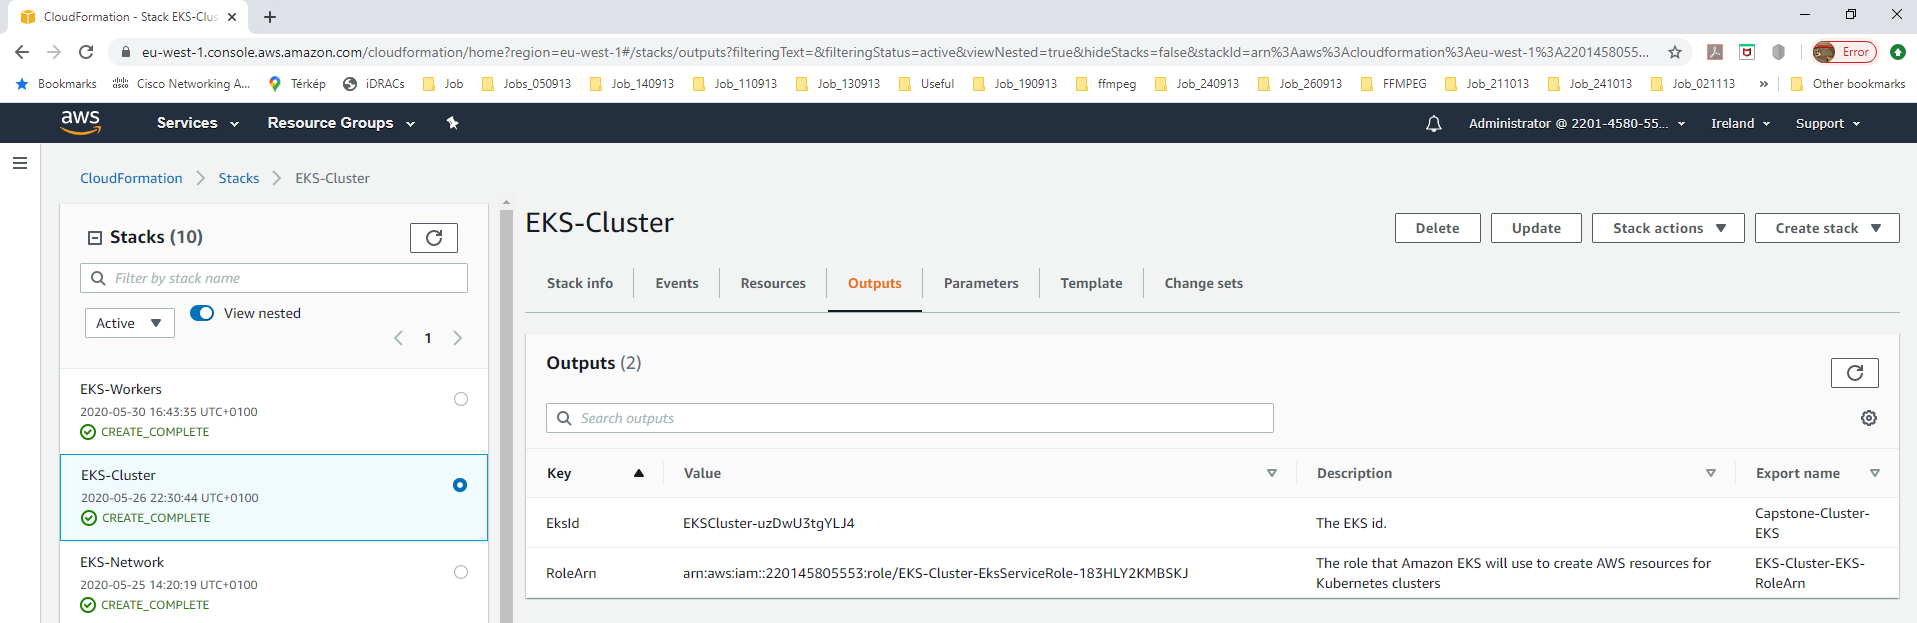 CloudFormation - Stack EKS-Clus
eu-west-1.console.aws.amazon.com/cloudformation/home?region=eu-west-1#/stacks/outputs?filteringText=&filteringStatus=active&viewNested=true&hideStacks=false&stackId=arn%3Aaws%3Acloudformation%3Aeu-west-1%3A2201458055... Error
Bookmarks Cisco Networking A... Térkép iDRACs Job Jobs_050913 Job_140913 Job_110913 Job_130913 Useful Job_190913 ffmpeg Job_240913 Job_260913 FFMPEG Job_211013 Job_241013 Job_021113 » Other bookmarks
aws Services Resource Groups Administrator @ 2201-4580-55... Ireland Support
CloudFormation Stacks EKS-Cluster
Stacks (10)
Filter by stack name
Active View nested
1
EKS-Workers
2020-05-30 16:43:35 UTC+0100
CREATE_COMPLETE
EKS-Cluster
2020-05-26 22:30:44 UTC+0100
CREATE_COMPLETE
EKS-Network
2020-05-25 14:20:19 UTC+0100
CREATE_COMPLETE
EKS-Cluster
Delete Update Stack actions Create stack
Stack info Events Resources Outputs Parameters Template Change sets
Outputs (2)
Search outputs
Key Value Description Export name
EksId EKSCluster-uzDwU3tgYLJ4 The EKS id. Capstone-Cluster-
EKS
RoleArn arn:aws:iam::220145805553:role/EKS-Cluster-EksServiceRole-183HLY2KMBSKJ The role that Amazon EKS will use to create AWS resources for EKS-Cluster-EKS-
Kubernetes clusters RoleArn